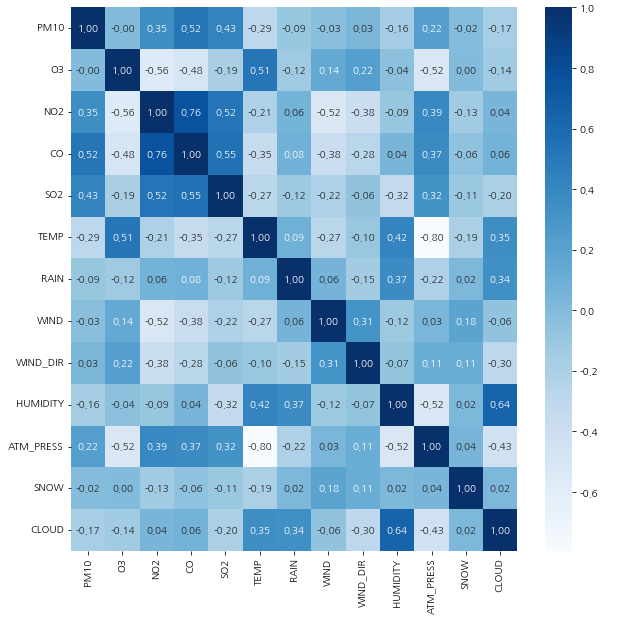 PM10 1,00 -0,00 0,35 0,52 0,43 -0,29 -0,09 -0,03 0,03 -0,16 0,22 -0,02 -0,17
O3 -0,00 1,00 -0,56 -0,48 -0,19 0,51 -0,12 0,14 0,22 -0,04 -0,52 0,00 -0,14
NO2 0,35 -0,56 1,00 0,76 0,52 -0,21 0,06 -0,52 -0,38 -0,09 0,39 -0,13 0,04
CO 0,52 -0,48 0,76 1,00 0,55 -0,35 0,08 -0,38 -0,28 0,04 0,37 -0,06 0,06
SO2 0,43 -0,19 0,52 0,55 1,00 -0,27 -0,12 -0,22 -0,06 -0,32 0,32 -0,11 -0,20
TEMP -0,29 0,51 -0,21 -0,35 -0,27 1,00 0,09 -0,27 -0,10 0,42 -0,80 -0,19 0,35
RAIN -0,09 -0,12 0,06 0,08 -0,12 0,09 1,00 0,06 -0,15 0,37 -0,22 0,02 0,34
WIND -0,03 0,14 -0,52 -0,38 -0,22 -0,27 0,06 1,00 0,31 -0,12 0,03 0,18 -0,06
WIND_DIR 0,03 0,22 -0,38 -0,28 -0,06 -0,10 -0,15 0,31 1,00 -0,07 0,11 0,11 -0,30
HUMIDITY -0,16 -0,04 -0,09 0,04 -0,32 0,42 0,37 -0,12 -0,07 1,00 -0,52 0,02 0,64
ATM_PRESS 0,22 -0,52 0,39 0,37 0,32 -0,80 -0,22 0,03 0,11 -0,52 1,00 0,04 -0,43
SNOW -0,02 0,00 -0,13 -0,06 -0,11 -0,19 0,02 0,18 0,11 0,02 0,04 1,00 0,02
CLOUD -0,17 -0,14 0,04 0,06 -0,20 0,35 0,34 -0,06 -0,30 0,64 -0,43 0,02 1,00
PM10 O3 NO2 CO SO2 TEMP RAIN WIND WIND_DIR HUMIDITY ATM_PRESS SNOW CLOUD
1,0
0,8
0,6
0,4
0,2
0,0
-0,2
-0,4
-0,6